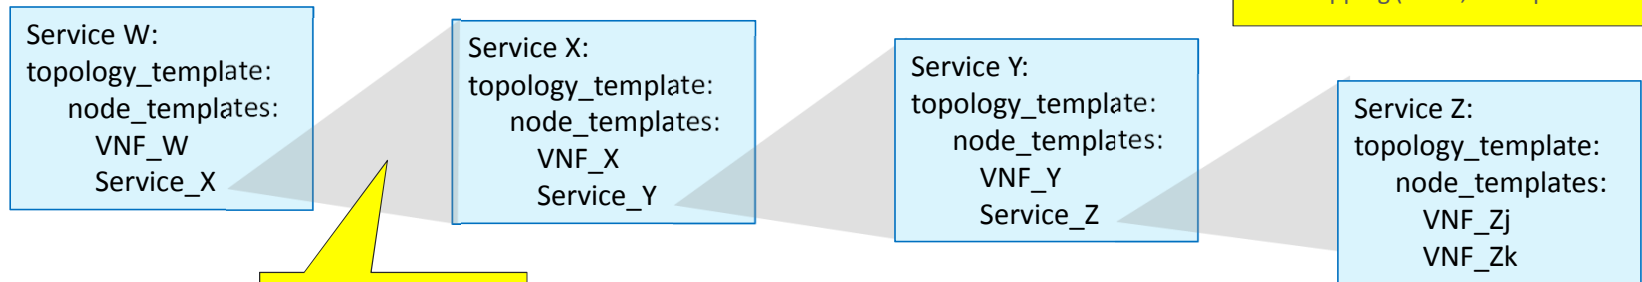 Service W:
topology_template:
node_templates:
VNF_W
Service_X
Service X:
topology_template:
node_templates:
VNF_X
Service_Y
Service Y:
topology_template:
node_templates:
VNF_Y
Service_Z
Service Z:
topology_template:
node_templates:
VNF_Zj
VNF_Zk